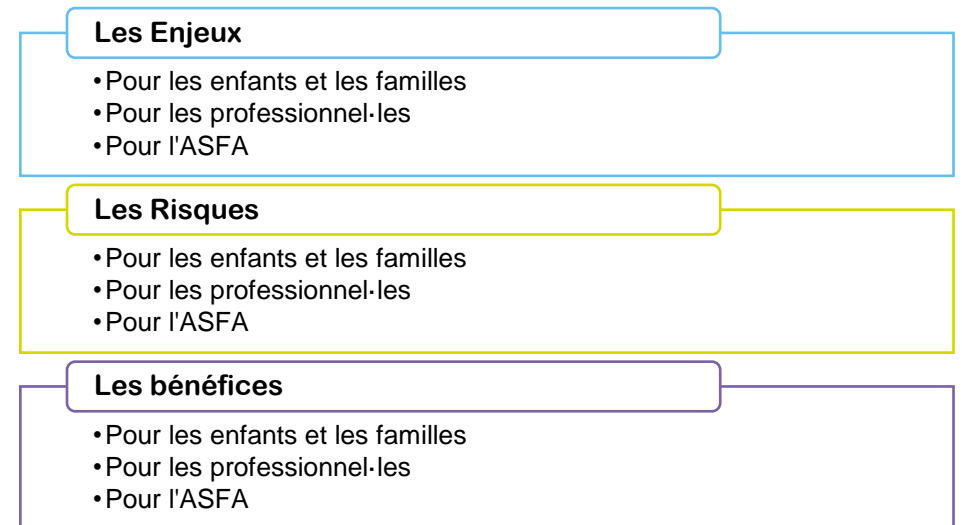 Les Enjeux
•Pour les enfants et les familles
•Pour les professionnel·les
•Pour l'ASFA
Les Risques
•Pour les enfants et les familles
•Pour les professionnel·les
•Pour l'ASFA
Les bénéfices
•Pour les enfants et les familles
•Pour les professionnel·les
•Pour l'ASFA